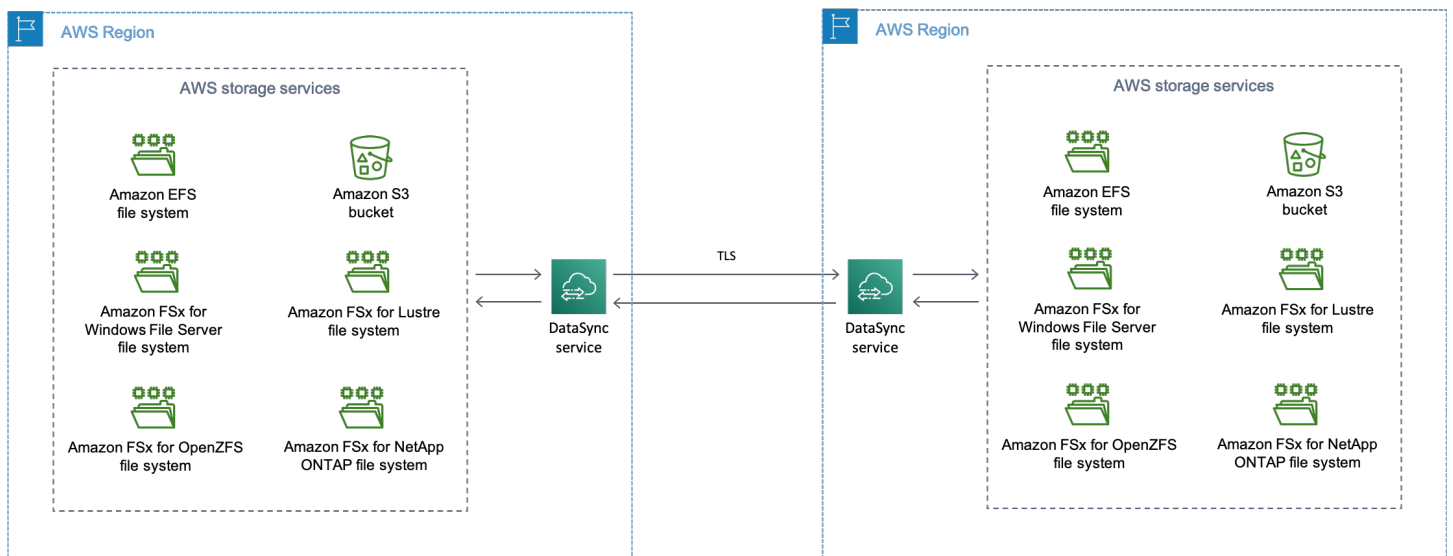 AWS Region
AWS storage services
Amazon EFS
file system
Amazon S3
bucket
Amazon FSx for
Windows File Server
file system
Amazon FSx for Lustre
file system
Amazon FSx for OpenZFS
file system
Amazon FSx for NetApp
ONTAP file system
DataSync
service
TLS
DataSync
service
AWS Region
AWS storage services
Amazon EFS
file system
Amazon S3
bucket
Amazon FSx for
Windows File Server
file system
Amazon FSx for Lustre
file system
Amazon FSx for OpenZFS
file system
Amazon FSx for NetApp
ONTAP file system